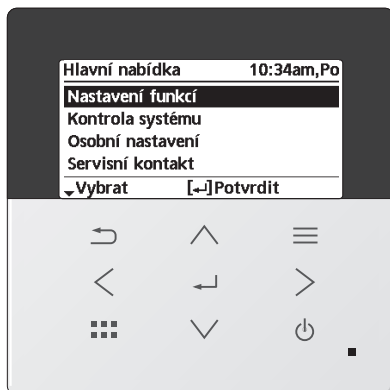 Hlavní nabídka 10:34am,Po
Nastavení funkcí
Kontrola systému
Osobní nastavení
Servisní kontakt
Vybrat [↵]Potvrdit